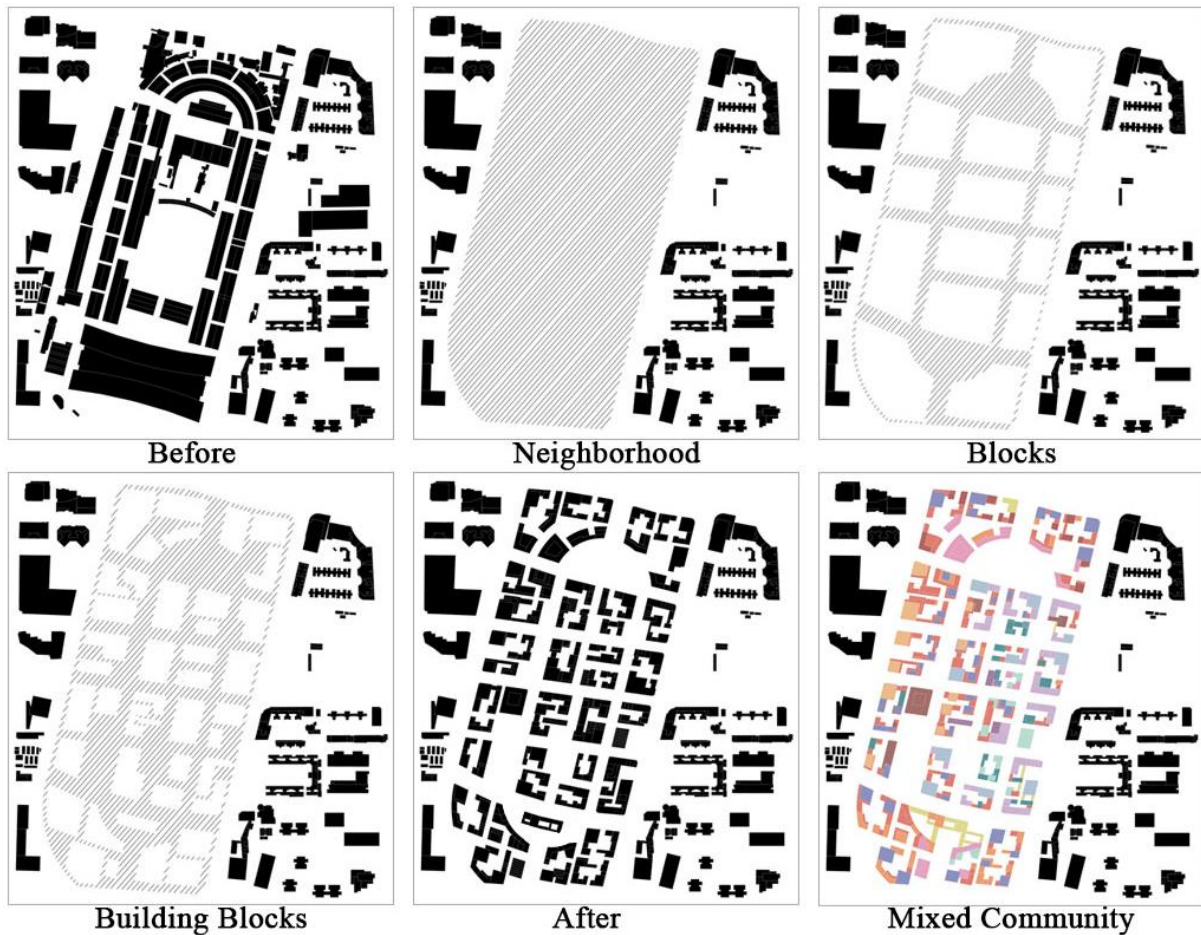 Before
Neighborhood
Blocks
Building Blocks
After
Mixed Community